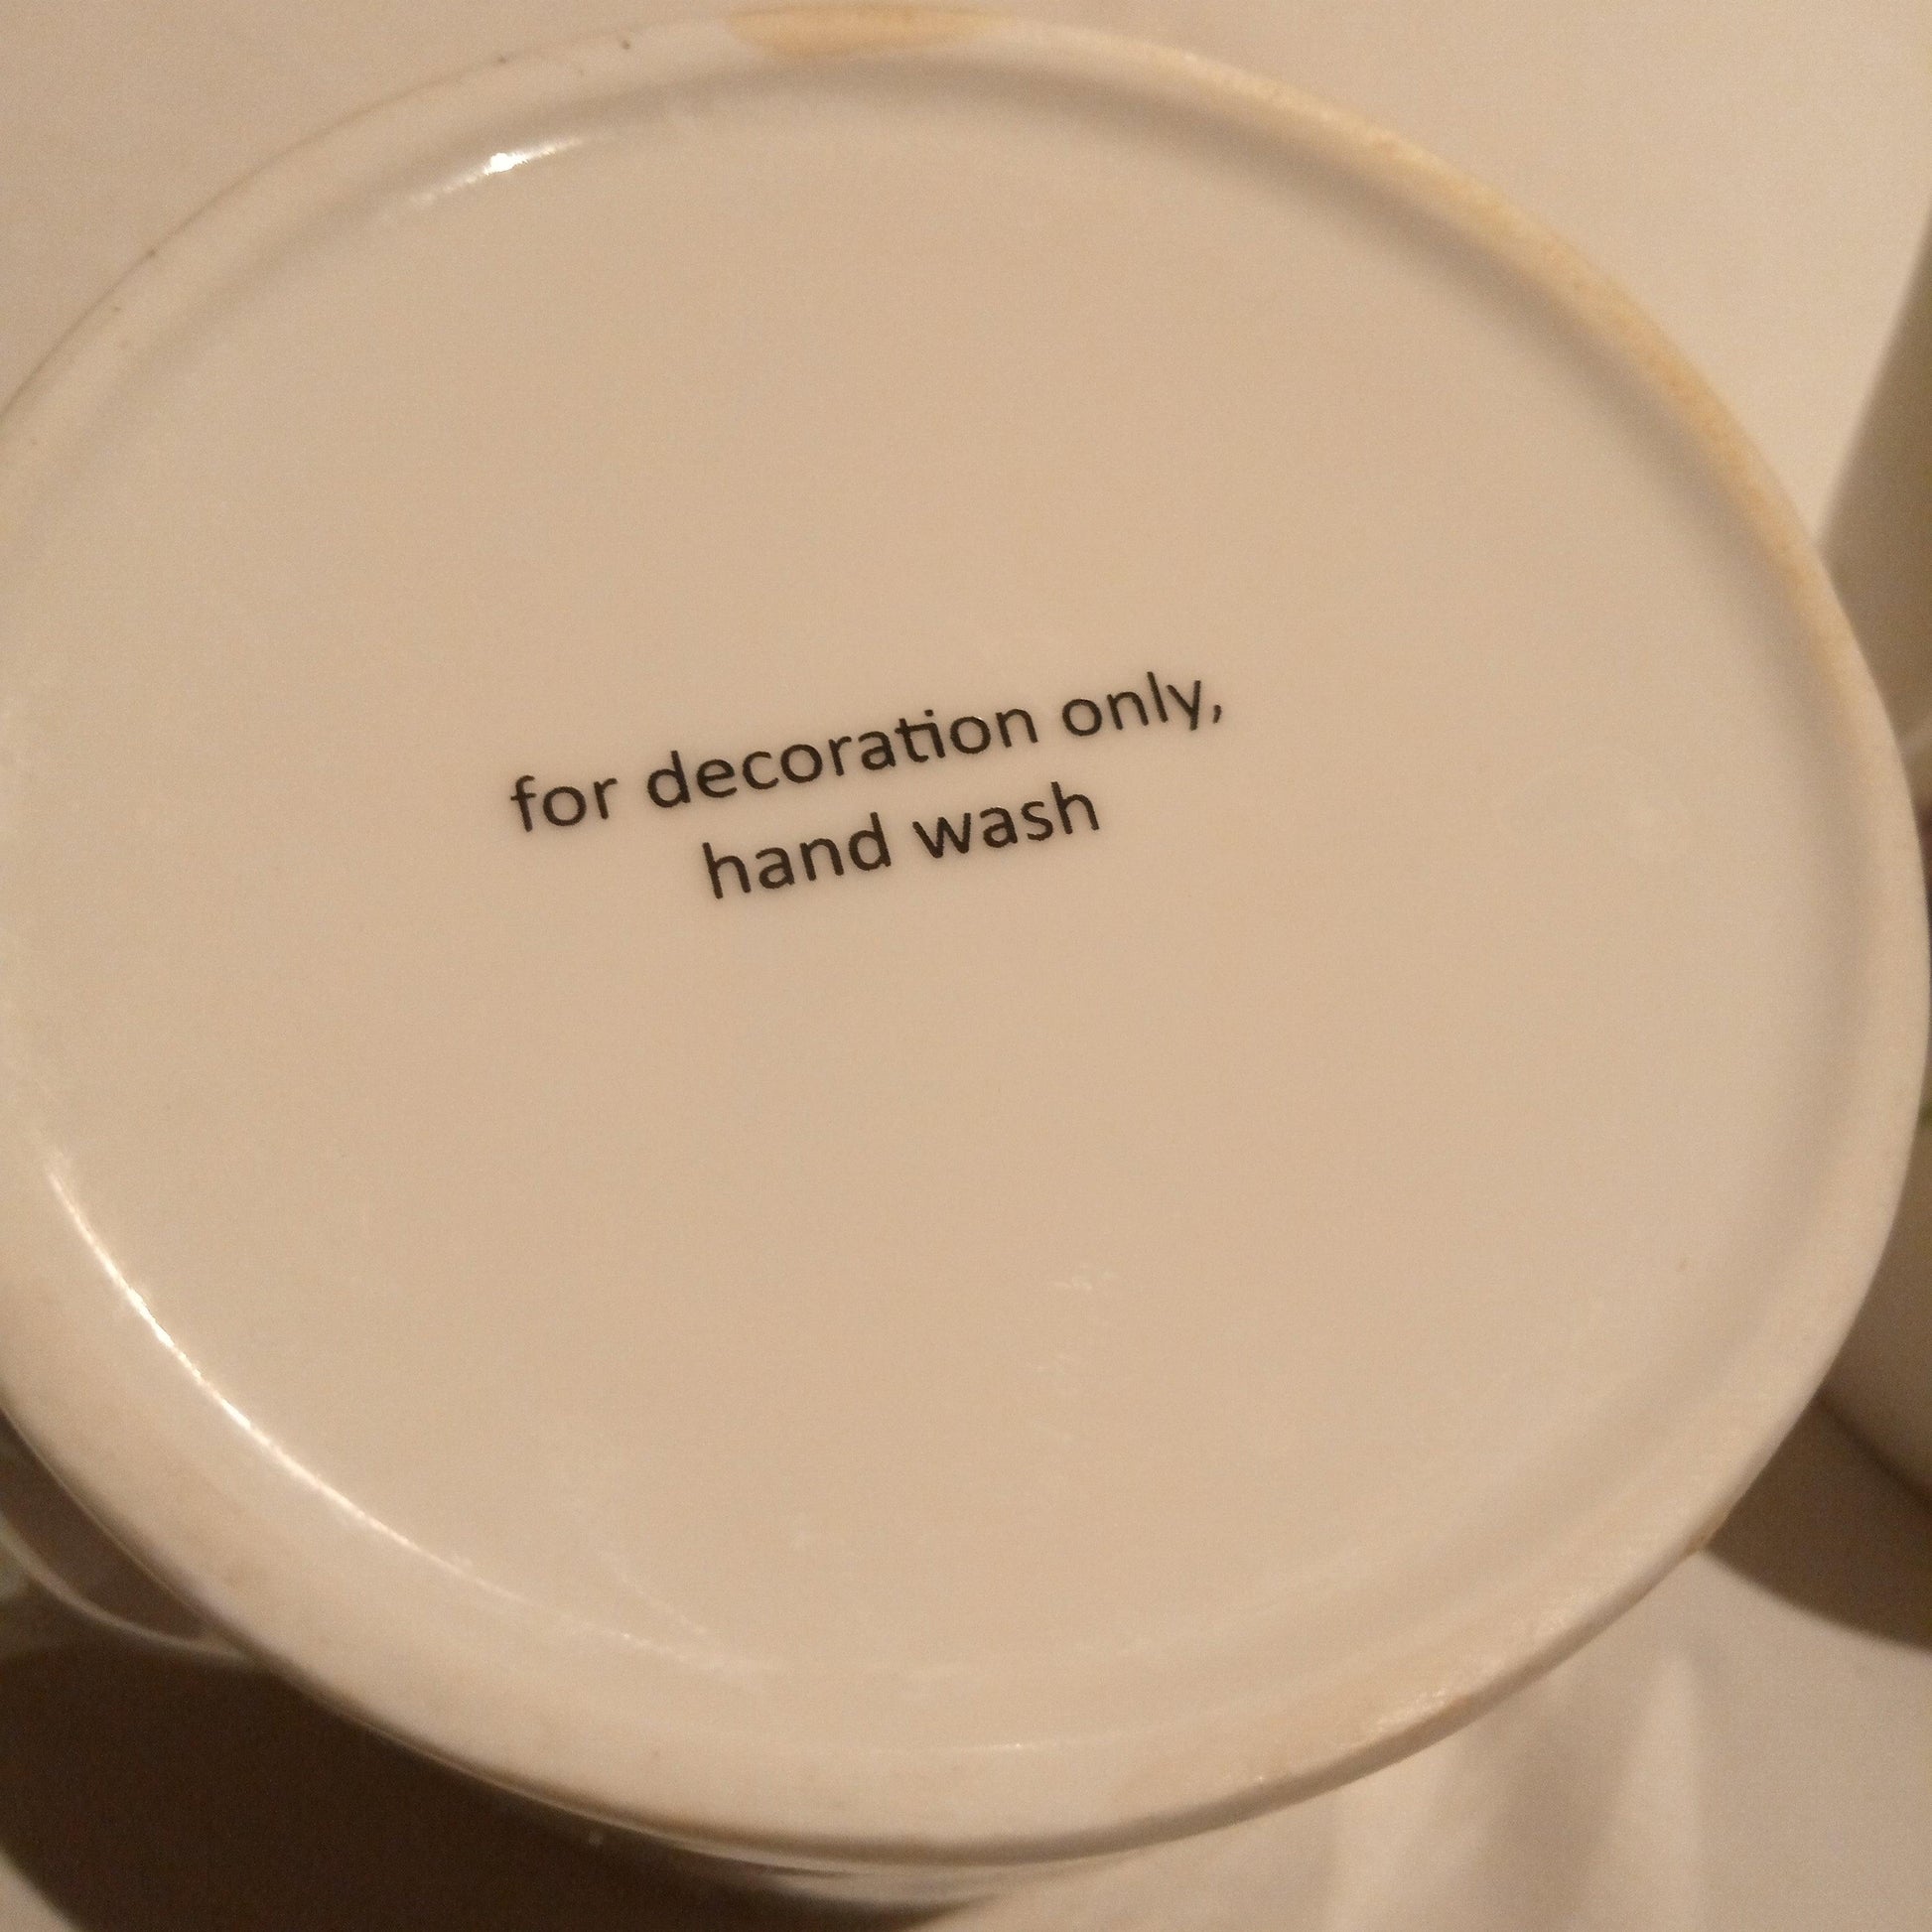 for decoration only,
hand wash